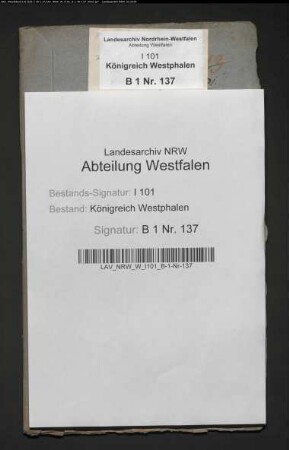 Landesarchiv Nordrhein-Westfalen
Abteilung Westfalen
I 101
Königreich Westphalen
B 1 Nr. 137
Landesarchiv NRW
Abteilung Westfalen
Bestands-Signatur: I 101
Bestand: Königreich Westphalen
Signatur: B 1 Nr. 137
LAV_NRW_W_I101_B-1-Nr-137